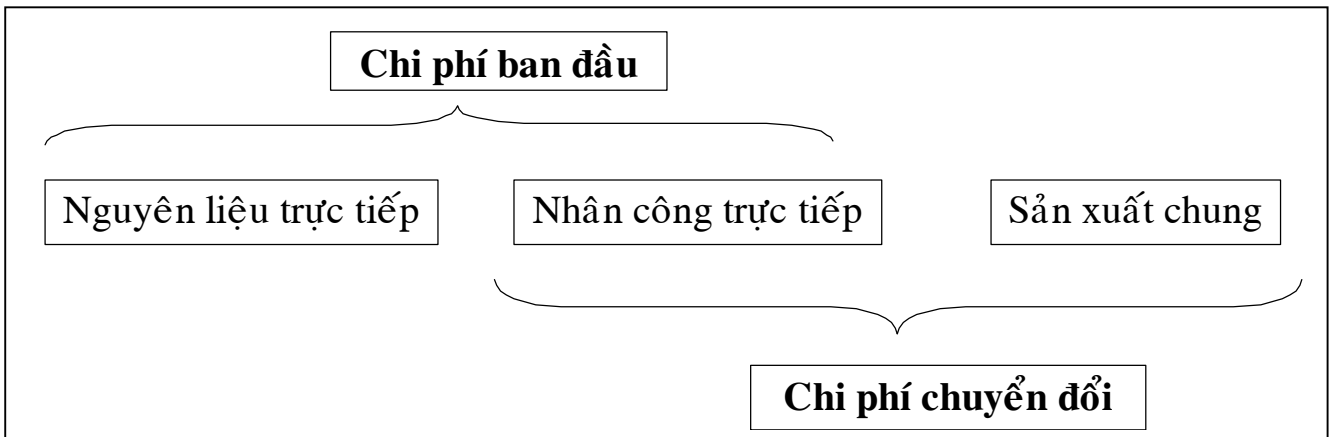 Chi phí ban đầu
Nguyên liệu trực tiếp
Nhân công trực tiếp
Sản xuất chung
Chi phí chuyển đổi